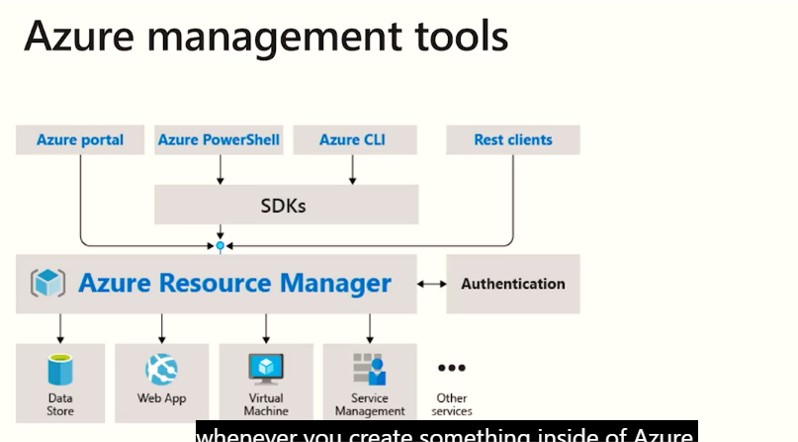 Azure management tools
Azure portal
Azure PowerShell
Azure CLI
Rest clients
SDKs
Azure Resource Manager
Authentication
Data
Store
Web App
Virtual
Machine
Service
Management
Other
services
whenever you create something inside of Azure